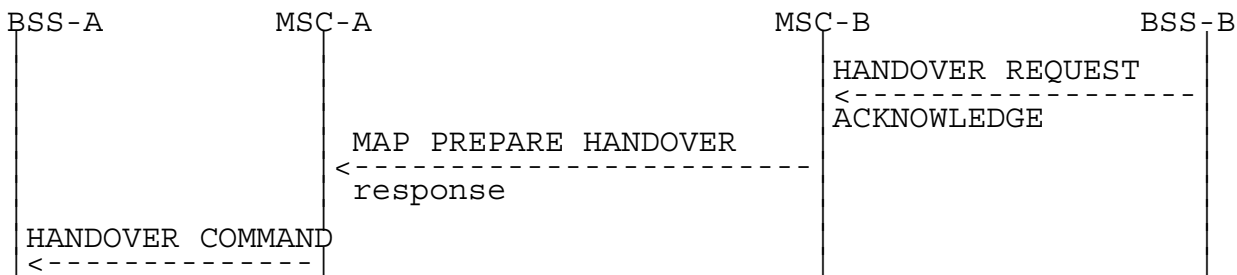 BSS-A MSC-A MSC-B BSS-B
HANDOVER REQUEST
ACKNOWLEDGE
MAP PREPARE HANDOVER
response
HANDOVER COMMAND